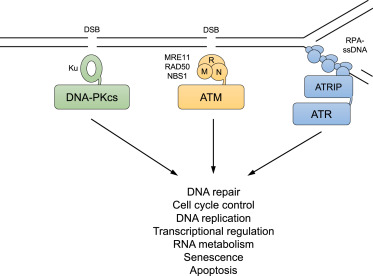 DSB
DSB
RPA-
ssDNA
Ku
MRE11
RAD50
NBS1
R
M N
DNA-PKcs
ATM
ATRIP
ATR
DNA repair
Cell cycle control
DNA replication
Transcriptional regulation
RNA metabolism
Senescence
Apoptosis